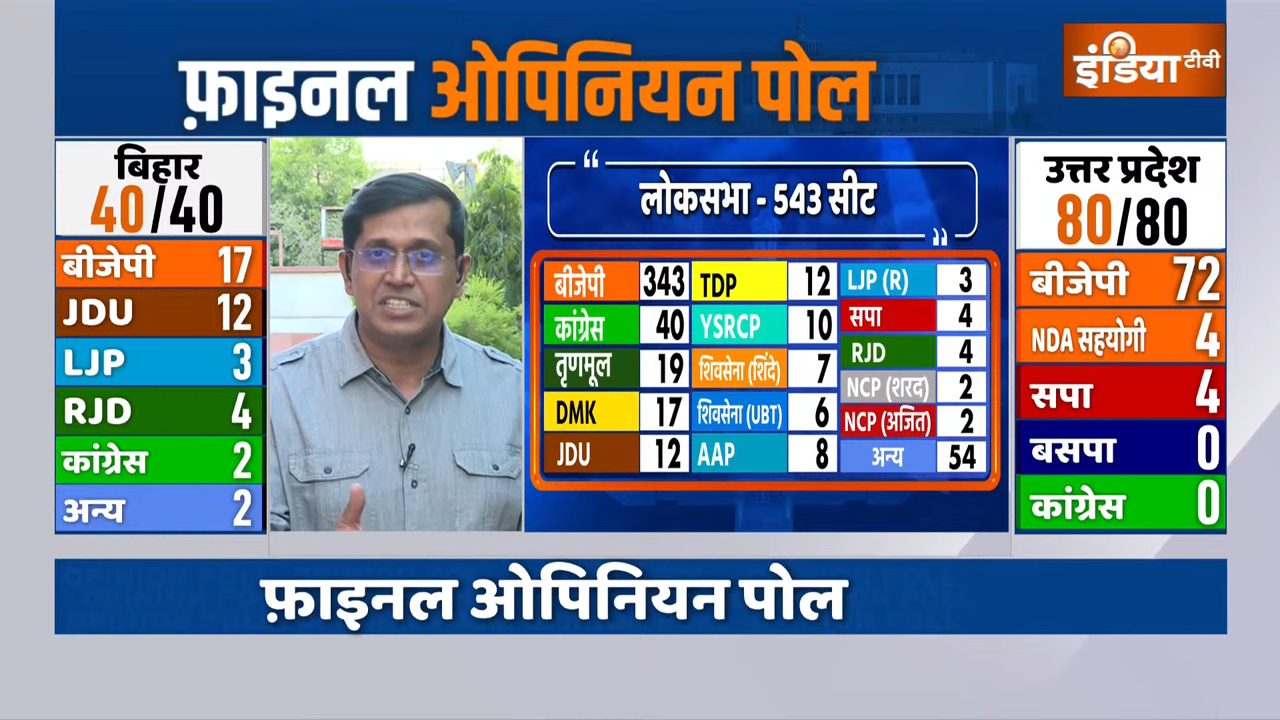 फ़ाइनल ओपिनियन पोल
इंडिया टीवी
बिहार
40/40
बीजेपी 17
JDU 12
LJP 3
RJD 4
कांग्रेस 2
अन्य 2
“
लोकसभा - 543 सीट
”
बीजेपी 343 TDP 12 LJP (R) 3
कांग्रेस 40 YSRCP 10 सपा 4
तृणमूल 19 शिवसेना (शिंदे) 7 RJD 4
DMK 17 शिवसेना (UBT) 6 NCP (शरद) 2
JDU 12 AAP 8 NCP (अजित) 2
अन्य 54
उत्तर प्रदेश
80/80
बीजेपी 72
NDA सहयोगी 4
सपा 4
बसपा 0
कांग्रेस 0
फ़ाइनल ओपिनियन पोल